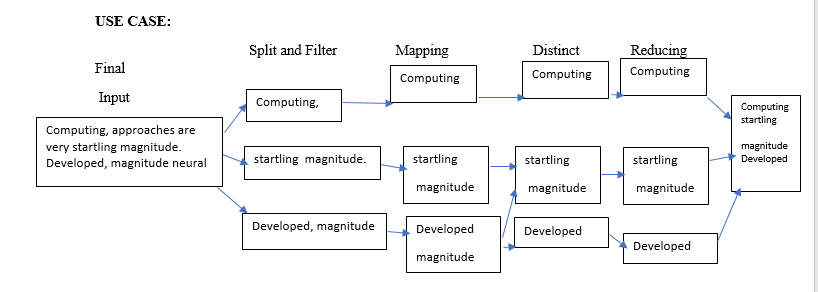 USE CASE:
Final
Input
Split and Filter
Mapping
Distinct
Reducing
Computing, approaches are
very startling magnitude.
Developed, magnitude neural
Computing,
startling magnitude.
Developed, magnitude
Computing
startling
magnitude
Developed
magnitude
Computing
startling
magnitude
Developed
Computing
startling
magnitude
Developed
Computing
startling
magnitude
Developed